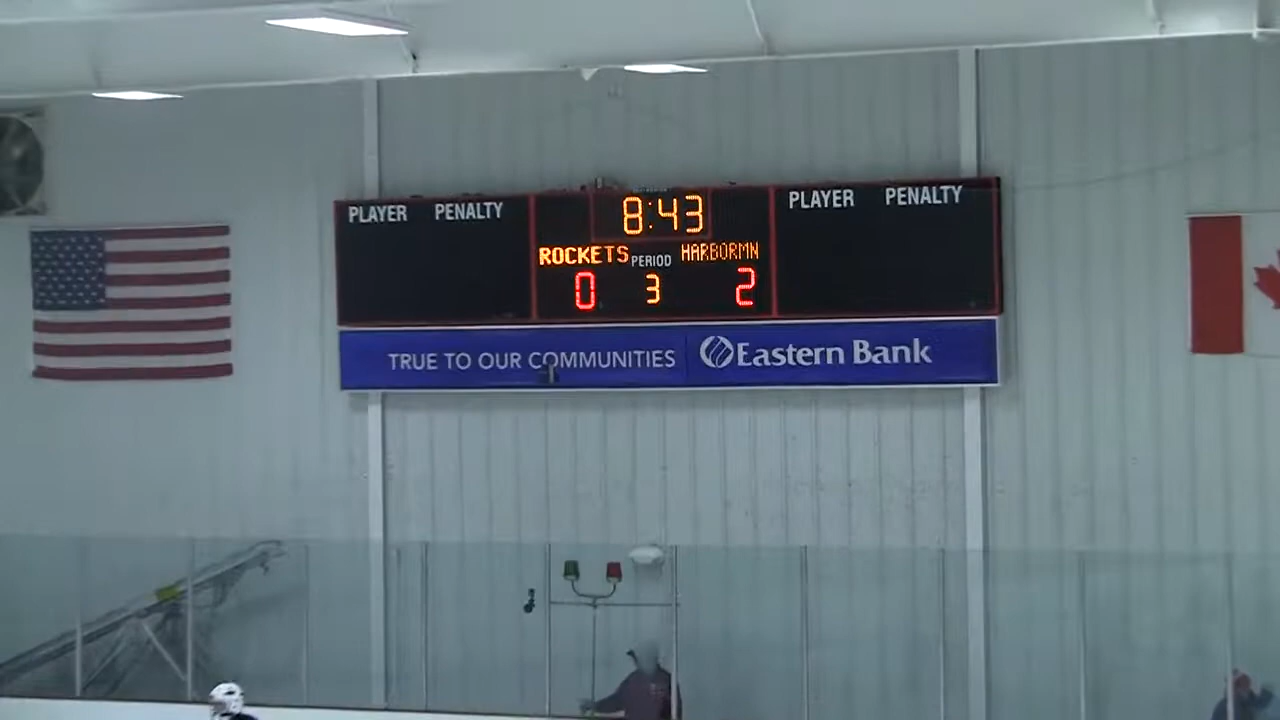 PLAYER PENALTY
8:43
PLAYER PENALTY
ROCKETS PERIOD HARBORMN
0 3 2
TRUE TO OUR COMMUNITIES Eastern Bank